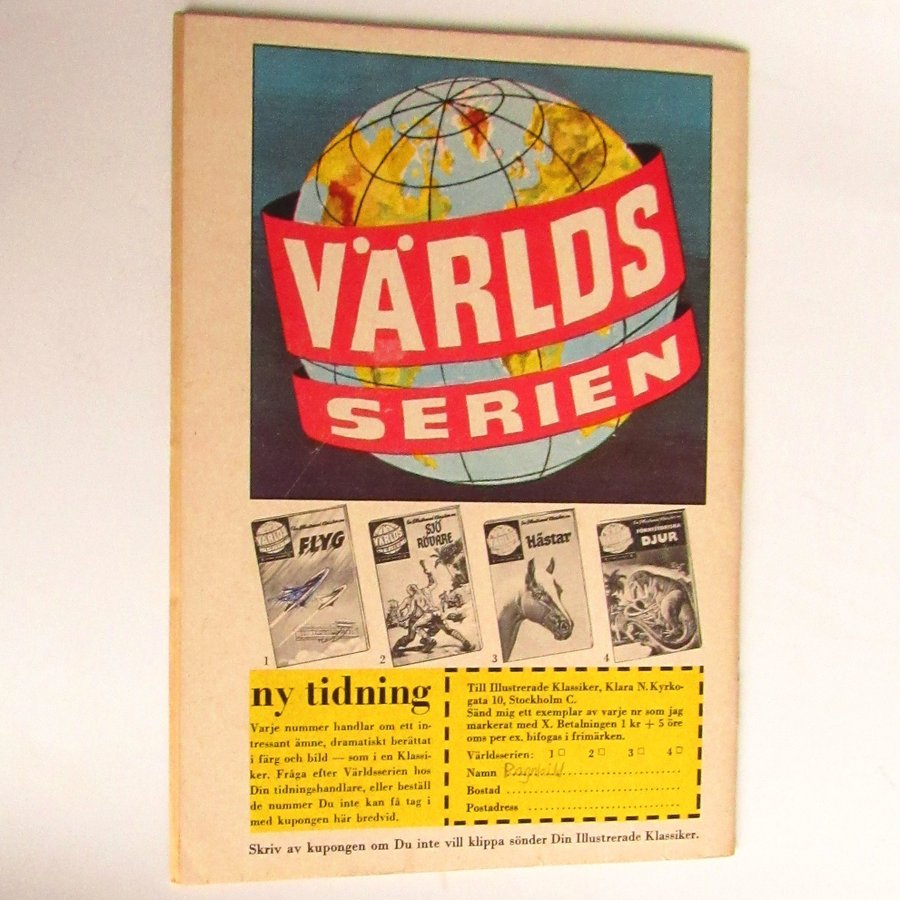 VÄRLDS
SERIEN
VÄRLDS
FLYG
VÄRLDS
SJÖ
RÖVARE
Hästar
FÖRHISTORISKA
DJUR
1
2
3
4
ny tidning
Varje nummer handlar om ett in-
tressant ämne, dramatiskt berättat
i färg och bild — som i en Klassi-
ker. Fråga efter Världsserien hos
Din tidningshandlare, eller beställ
de nummer Du inte kan få tag i
med kupongen här bredvid.
Till Illustrerade Klassiker, Klara N. Kyrko-
gata 10, Stockholm C.
Sänd mig ett exemplar av varje nr som jag
markerat med X. Betalningen 1 kr + 5 öre
oms per ex. bifogas i frimärken.
Världsserien: 1 □ 2 □ 3 □ 4 □
Namn
Bostad
Postadress
Skriv av kupongen om Du inte vill klippa sönder Din Illustrerade Klassiker.